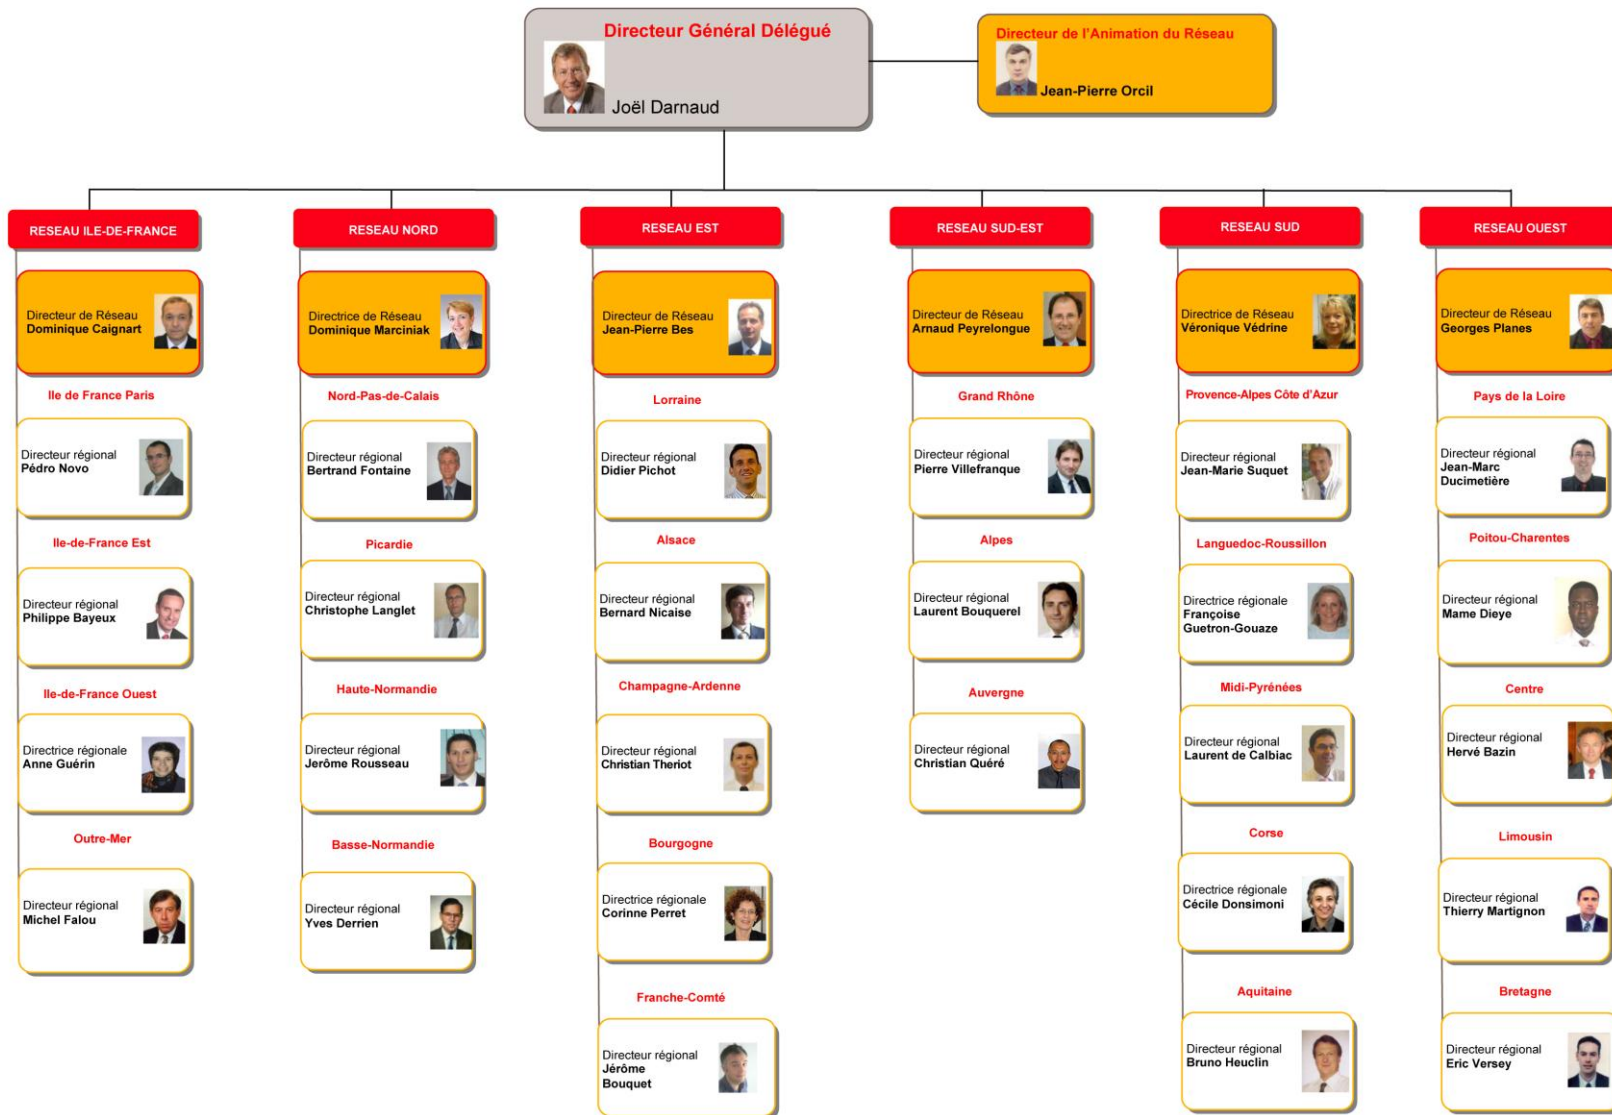 Directeur Général Délégué
Joël Darnaud
Directeur de l'Animation du Réseau
Jean-Pierre Orcil
RESEAU ILE-DE-FRANCE
Directeur de Réseau
Dominique Caignart
Ile de France Paris
Directeur régional
Pédro Novo
Ile-de-France Est
Directeur régional
Philippe Bayeux
Ile-de-France Ouest
Directrice régionale
Anne Guérin
Outre-Mer
Directeur régional
Michel Falou
RESEAU NORD
Directrice de Réseau
Dominique Marciniak
Nord-Pas-de-Calais
Directeur régional
Bertrand Fontaine
Picardie
Directeur régional
Christophe Langlet
Haute-Normandie
Directeur régional
Jerôme Rousseau
Basse-Normandie
Directeur régional
Yves Derrien
RESEAU EST
Directeur de Réseau
Jean-Pierre Bes
Lorraine
Directeur régional
Didier Pichot
Alsace
Directeur régional
Bernard Nicaise
Champagne-Ardenne
Directeur régional
Christian Theriot
Bourgogne
Directrice régionale
Corinne Perret
Franche-Comté
Directeur régional
Jérôme
Bouquet
RESEAU SUD-EST
Directeur de Réseau
Arnaud Peyrelongue
Grand Rhône
Directeur régional
Pierre Villefranque
Alpes
Directeur régional
Laurent Bouquerel
Auvergne
Directeur régional
Christian Quéré
RESEAU SUD
Directrice de Réseau
Véronique Védrine
Provence-Alpes Côte d'Azur
Directeur régional
Jean-Marie Suquet
Languedoc-Roussillon
Directrice régionale
Françoise
Guetron-Gouaze
Midi-Pyrénées
Directeur régional
Laurent de Calbiac
Corse
Directrice régionale
Cécile Donsimoni
Aquitaine
Directeur régional
Bruno Heuclin
RESEAU OUEST
Directeur de Réseau
Georges Planes
Pays de la Loire
Directeur régional
Jean-Marc
Ducimetière
Poitou-Charentes
Directeur régional
Mame Dieye
Centre
Directeur régional
Hervé Bazin
Limousin
Directeur régional
Thierry Martignon
Bretagne
Directeur régional
Eric Versey